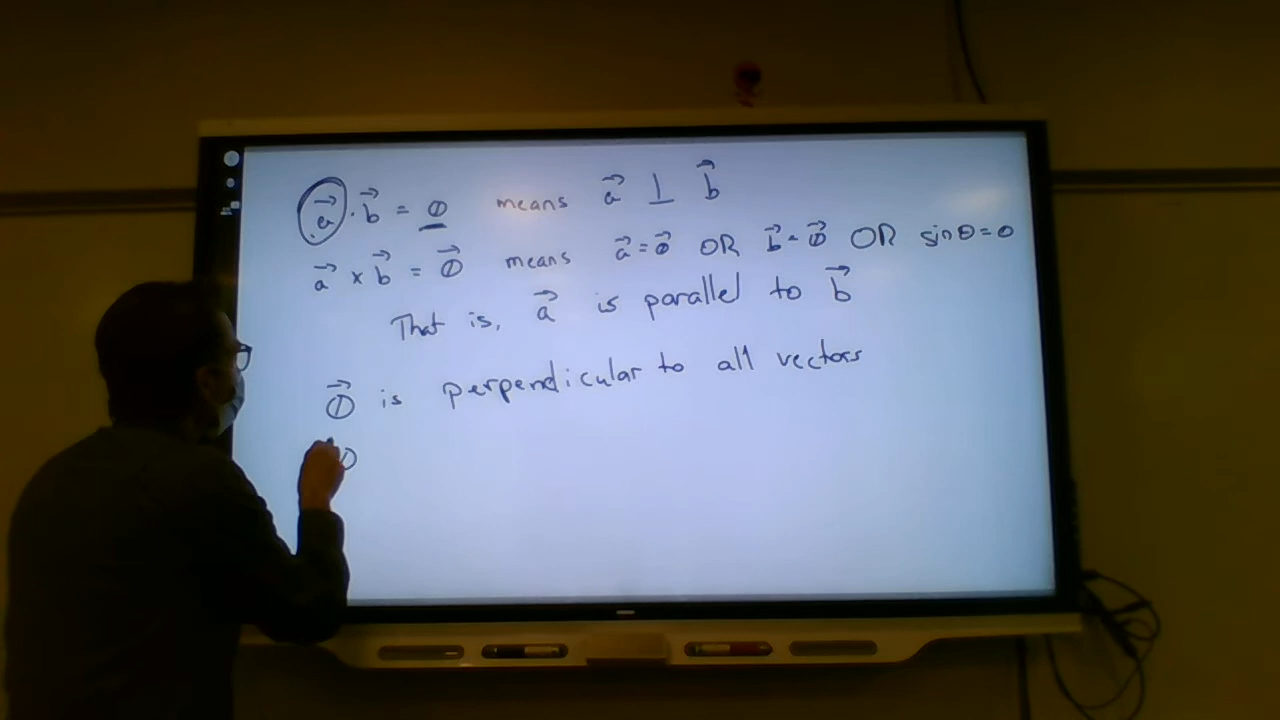 a⃗ · b⃗ = 0 means a⃗ ⊥ b⃗
a⃗ × b⃗ = 0⃗ means a⃗ = 0⃗ OR b⃗ = 0⃗ OR sin θ = 0
That is, a⃗ is parallel to b⃗
0⃗ is perpendicular to all vectors
0